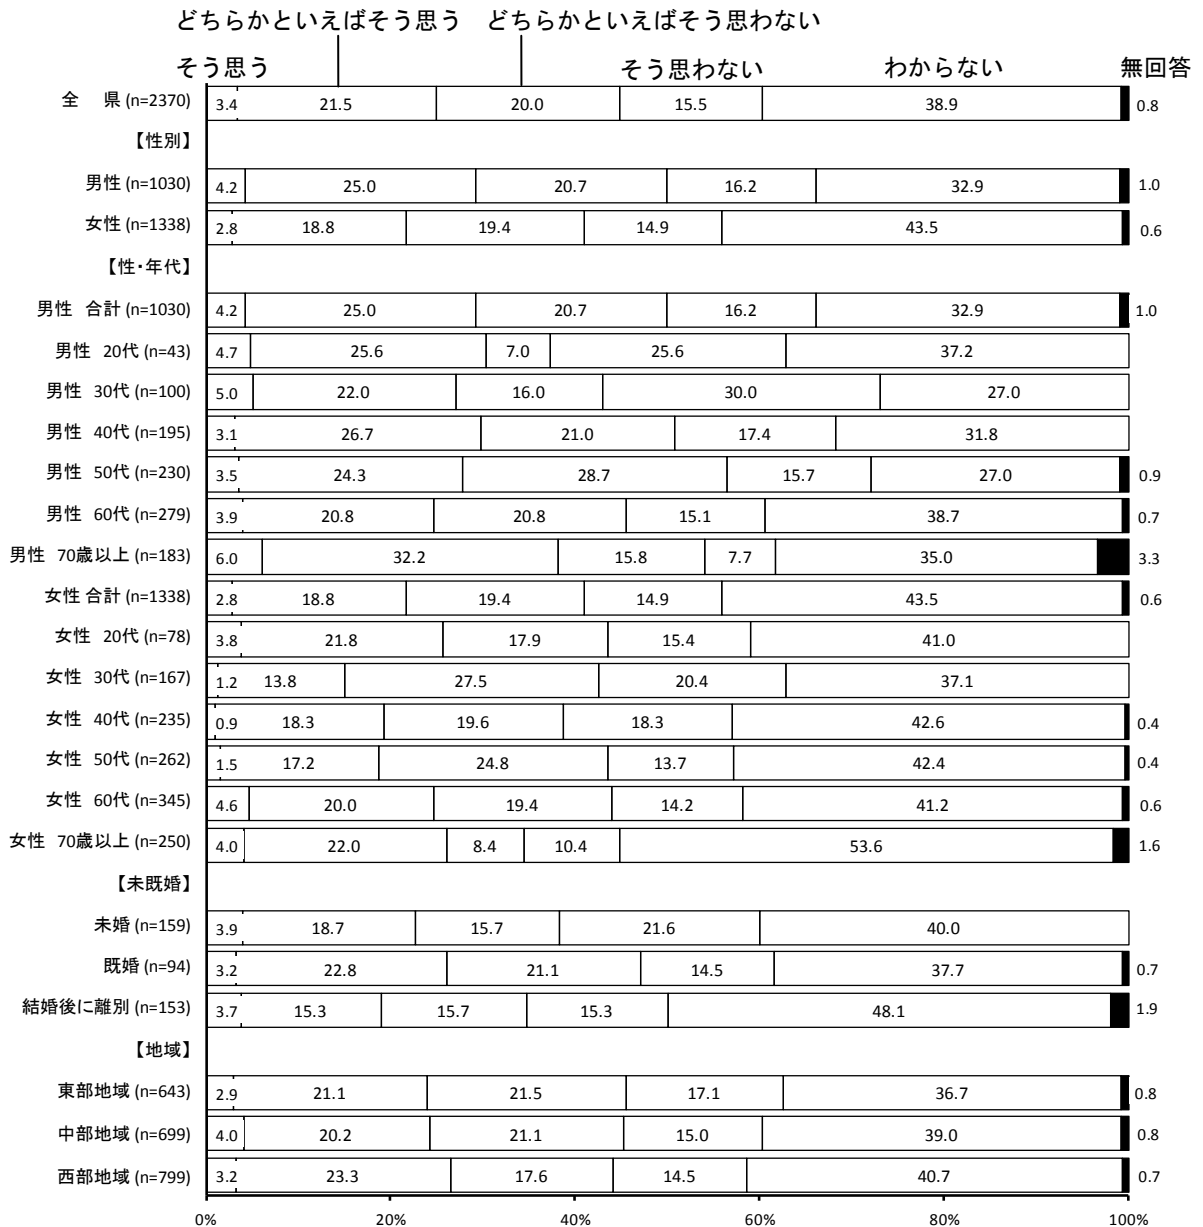 どちらかといえばそう思う どちらかといえばそう思わない
そう思う そう思わない わからない 無回答
全 県 (n=2370) 3.4 21.5 20.0 15.5 38.9 0.8
【性別】
男性 (n=1030) 4.2 25.0 20.7 16.2 32.9 1.0
女性 (n=1338) 2.8 18.8 19.4 14.9 43.5 0.6
【性・年代】
男性 合計 (n=1030) 4.2 25.0 20.7 16.2 32.9 1.0
男性 20代 (n=43) 4.7 25.6 7.0 25.6 37.2
男性 30代 (n=100) 5.0 22.0 16.0 30.0 27.0
男性 40代 (n=195) 3.1 26.7 21.0 17.4 31.8
男性 50代 (n=230) 3.5 24.3 28.7 15.7 27.0 0.9
男性 60代 (n=279) 3.9 20.8 20.8 15.1 38.7 0.7
男性 70歳以上 (n=183) 6.0 32.2 15.8 7.7 35.0 3.3
女性 合計 (n=1338) 2.8 18.8 19.4 14.9 43.5 0.6
女性 20代 (n=78) 3.8 21.8 17.9 15.4 41.0
女性 30代 (n=167) 1.2 13.8 27.5 20.4 37.1
女性 40代 (n=235) 0.9 18.3 19.6 18.3 42.6 0.4
女性 50代 (n=262) 1.5 17.2 24.8 13.7 42.4 0.4
女性 60代 (n=345) 4.6 20.0 19.4 14.2 41.2 0.6
女性 70歳以上 (n=250) 4.0 22.0 8.4 10.4 53.6 1.6
【未既婚】
未婚 (n=159) 3.9 18.7 15.7 21.6 40.0
既婚 (n=94) 3.2 22.8 21.1 14.5 37.7 0.7
結婚後に離別 (n=153) 3.7 15.3 15.7 15.3 48.1 1.9
【地域】
東部地域 (n=643) 2.9 21.1 21.5 17.1 36.7 0.8
中部地域 (n=699) 4.0 20.2 21.1 15.0 39.0 0.8
西部地域 (n=799) 3.2 23.3 17.6 14.5 40.7 0.7
0% 20% 40% 60% 80% 100%